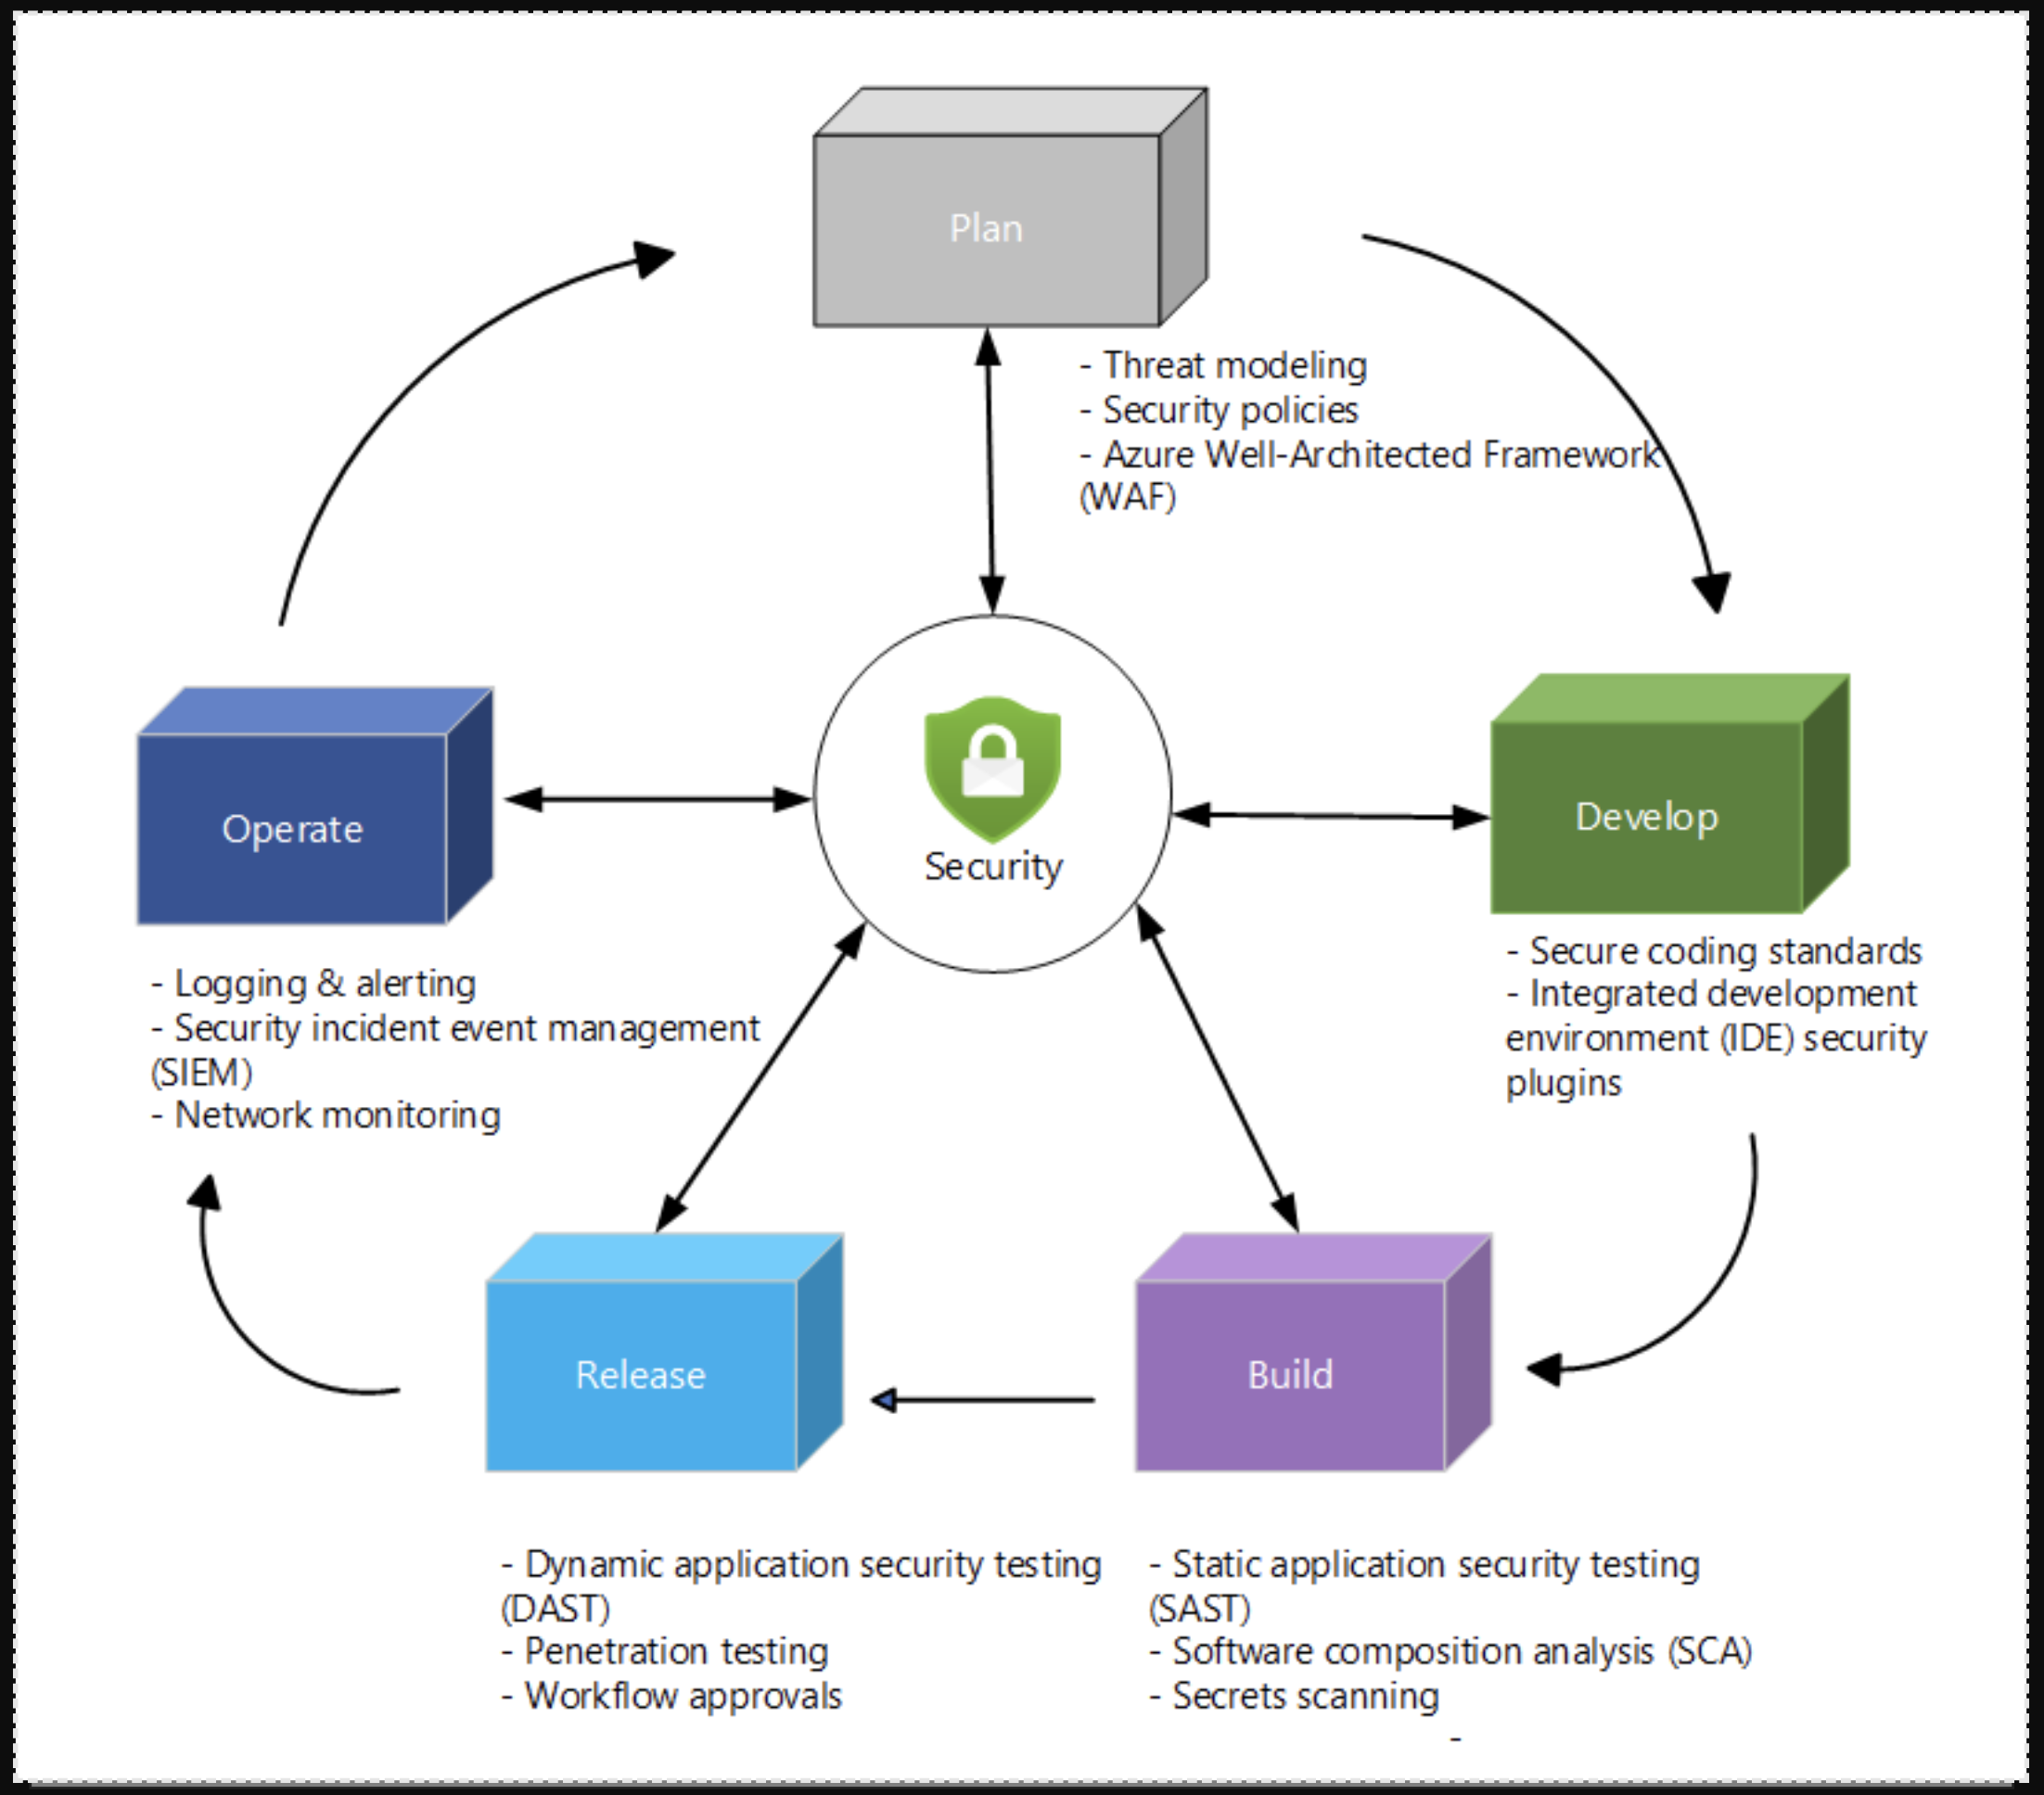 Plan
- Threat modeling
- Security policies
- Azure Well-Architected Framework
(WAF)
Security
Operate
- Logging & alerting
- Security incident event management
(SIEM)
- Network monitoring
Develop
- Secure coding standards
- Integrated development
environment (IDE) security
plugins
Release
- Dynamic application security testing
(DAST)
- Penetration testing
- Workflow approvals
Build
- Static application security testing
(SAST)
- Software composition analysis (SCA)
- Secrets scanning
-